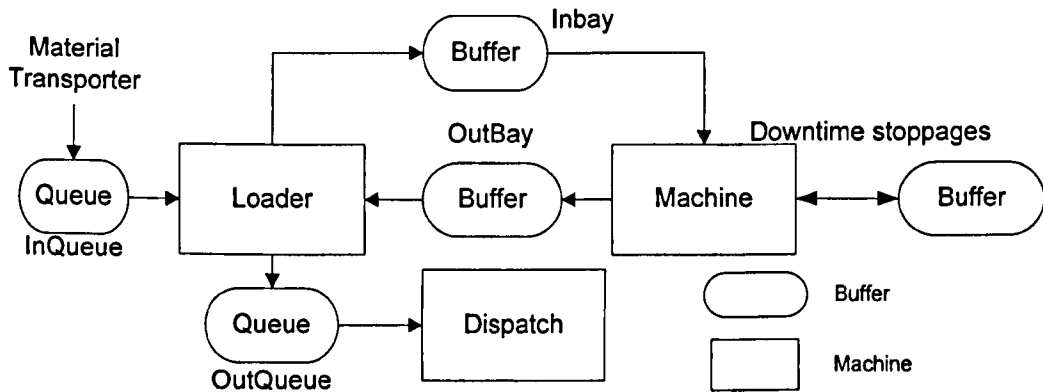 Inbay
Material
Transporter
Buffer
OutBay
Downtime stoppages
Queue
Loader
Buffer
Machine
Buffer
InQueue
Queue
Dispatch
Buffer
OutQueue
Machine